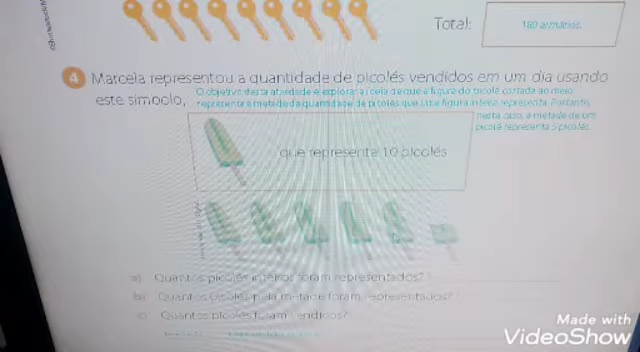 Total:
180 armários.
4 Marcela representou a quantidade de picolés vendidos em um dia usando
este símbolo,
O objetivo desta atividade é explorar a ideia de que a figura do picolé cortada ao meio
representa a metade da quantidade de picolés que uma figura inteira representa. Portanto,
neste caso, a metade de um
picolé representa 5 picolés.
que representa 10 picolés
a) Quantos picolés inteiros foram representados?
b) Quantos picolés pela metade foram representados?
c) Quantos picolés foram vendidos?
Made with
VideoShow